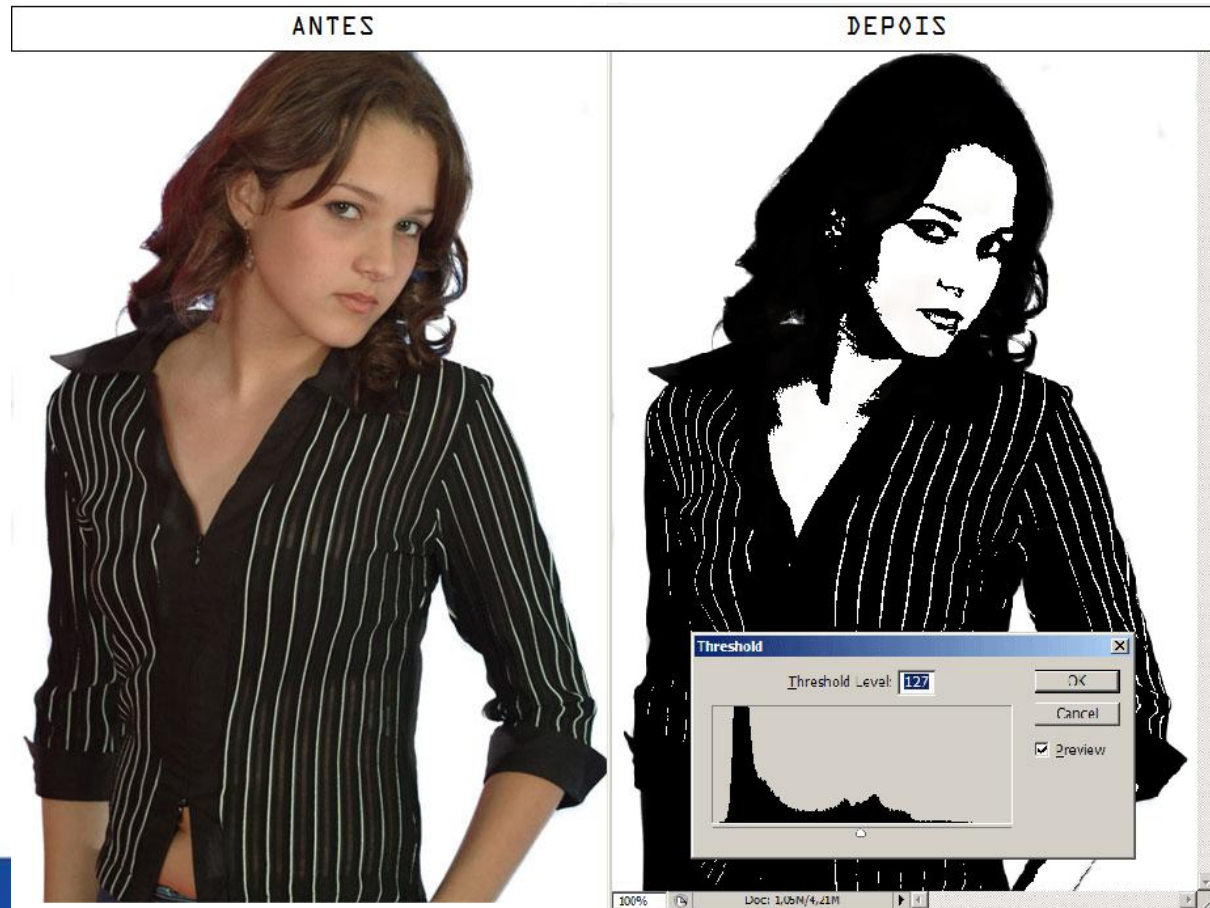 ANTES DEPOIS
Threshold
Threshold Level: 127
OK
Cancel
Preview
100% Doc: 1,05M/4,21M